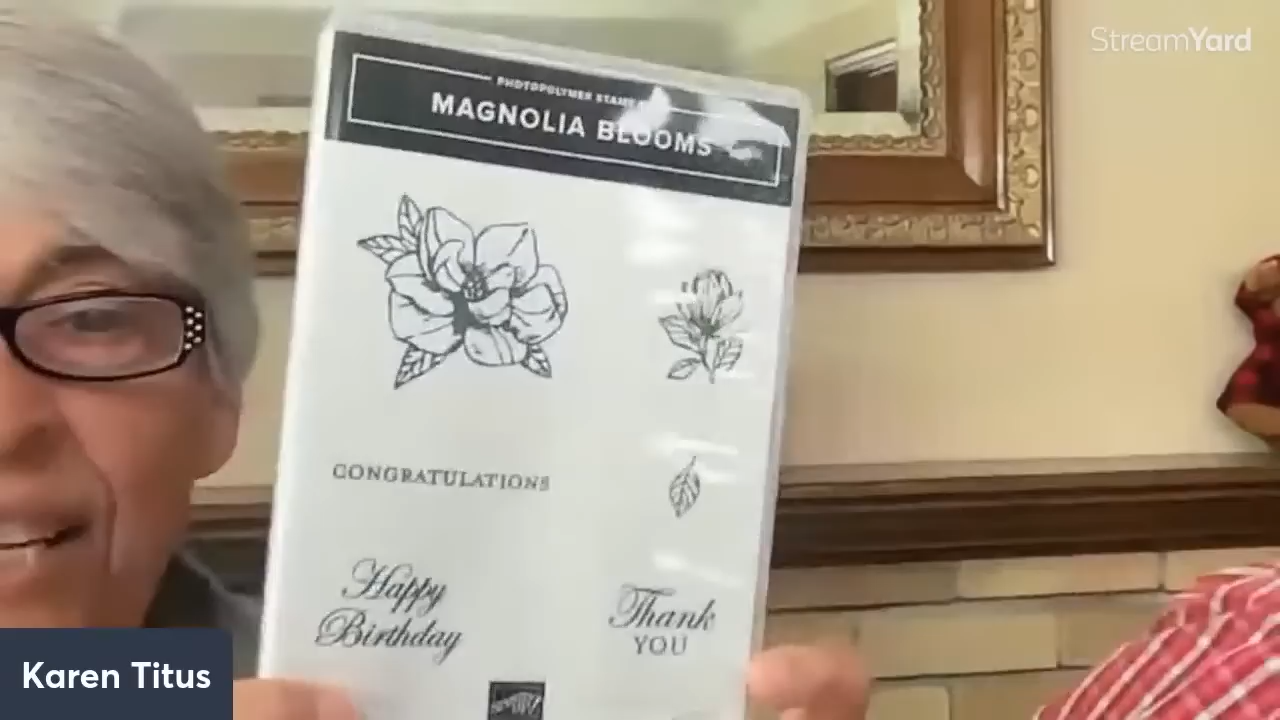 StreamYard
PHOTOPOLYMER STAMP
MAGNOLIA BLOOMS
CONGRATULATIONS
Happy
Birthday
Thank
YOU
Karen Titus